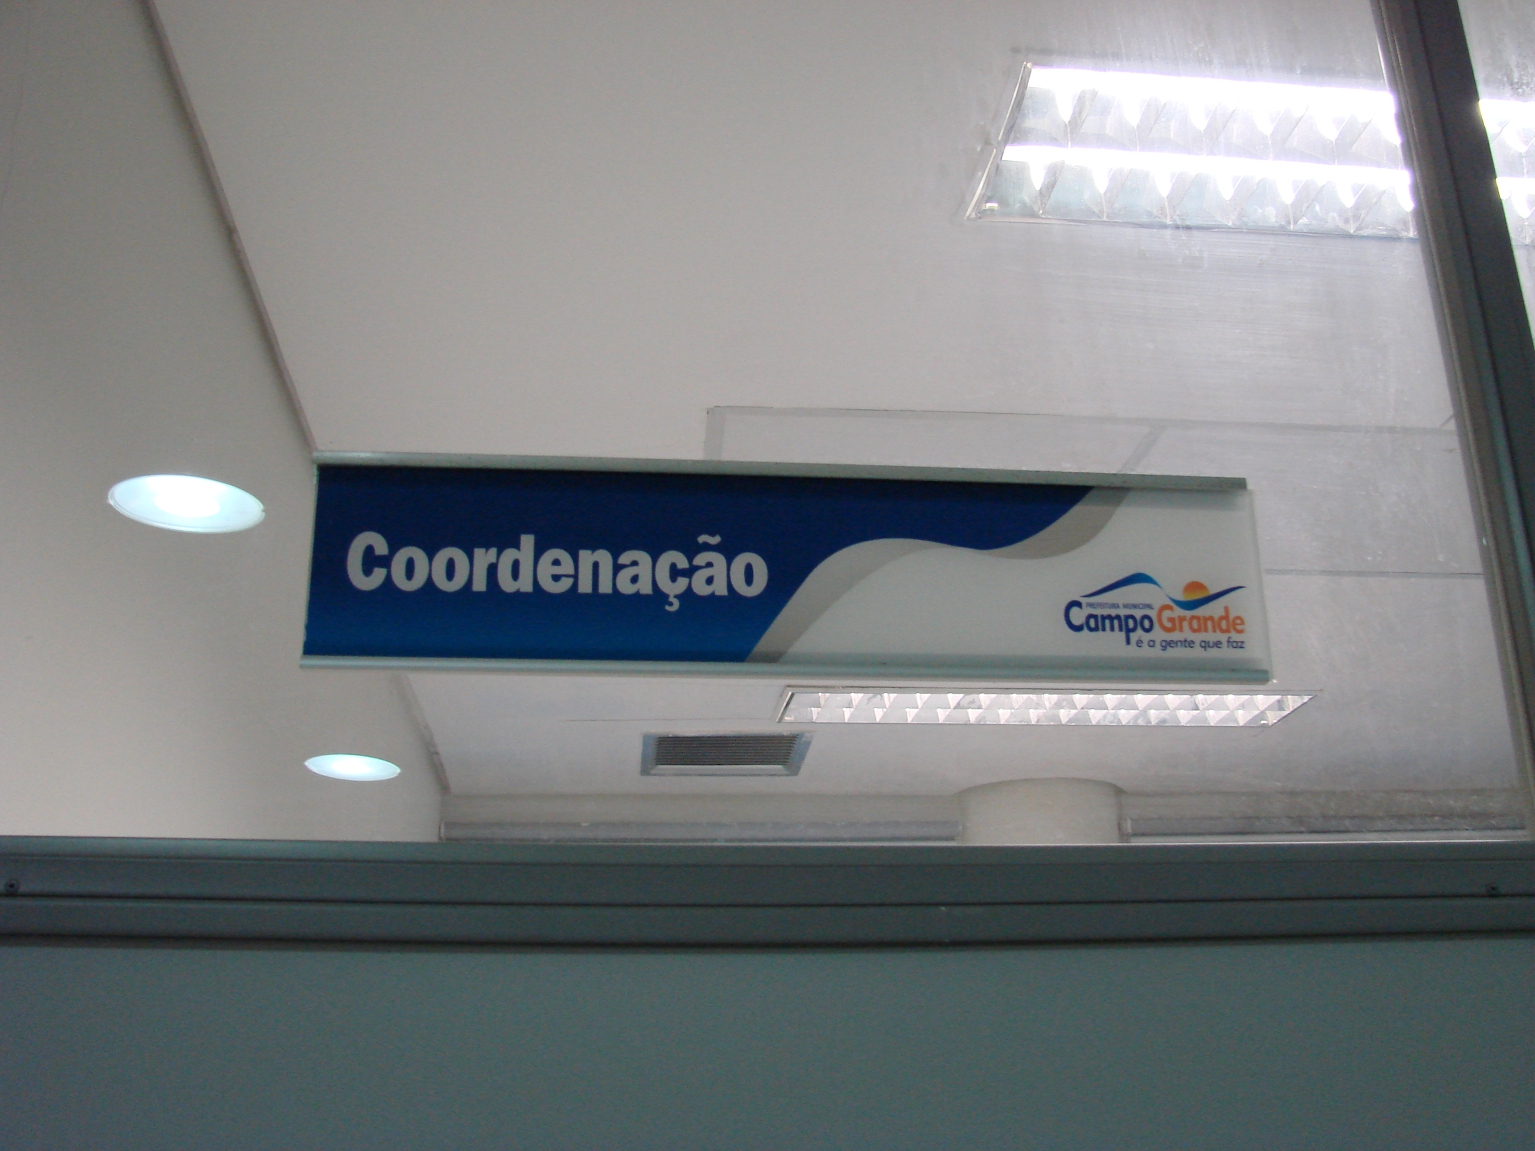 Coordenação
PREFEITURA MUNICIPAL
Campo Grande
é a gente que faz